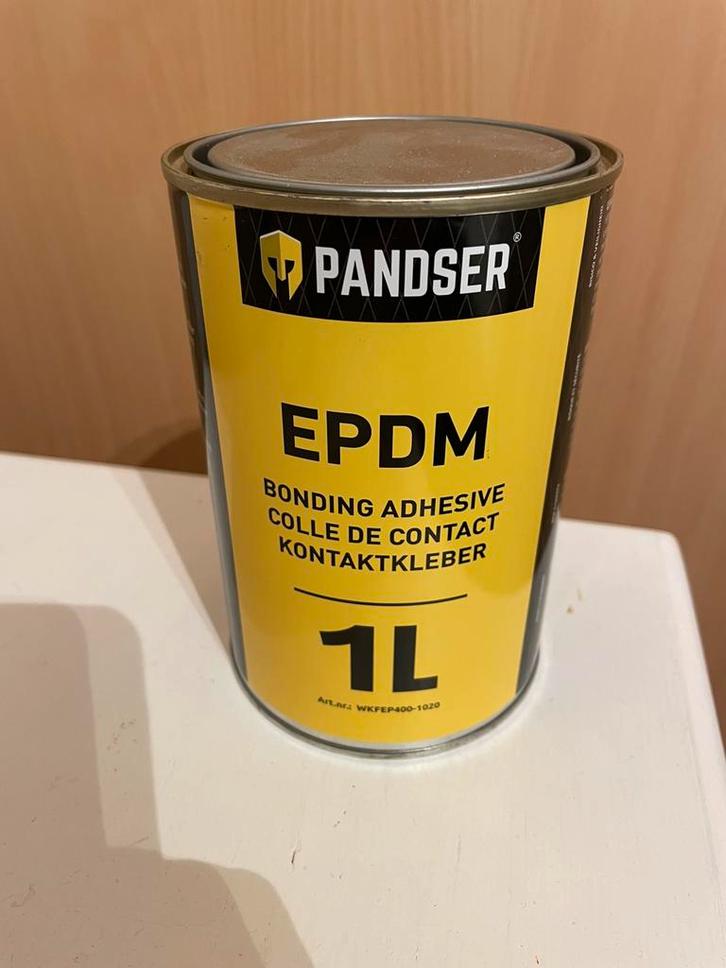 PANDSER®
EPDM
BONDING ADHESIVE
COLLE DE CONTACT
KONTAKTKLEBER
1L
Art.nr.: WKFEP400-1020